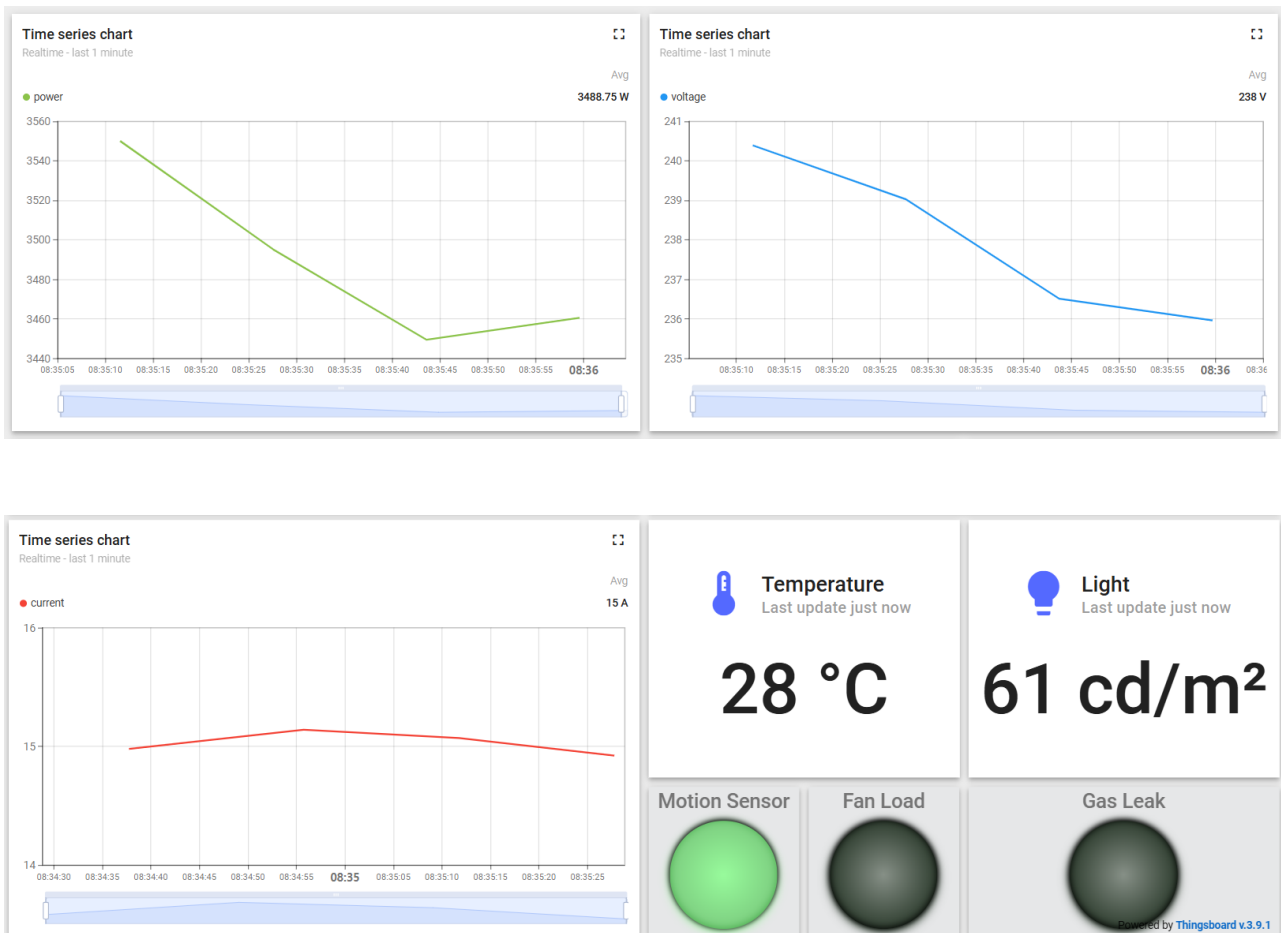 Time series chart
Realtime - last 1 minute
Avg
power 3488.75 W
3560
3540
3520
3500
3480
3460
3440
08:35:05 08:35:10 08:35:15 08:35:20 08:35:25 08:35:30 08:35:35 08:35:40 08:35:45 08:35:50 08:35:55 08:36
Time series chart
Realtime - last 1 minute
Avg
voltage 238 V
241
240
239
238
237
236
235
08:35:10 08:35:15 08:35:20 08:35:25 08:35:30 08:35:35 08:35:40 08:35:45 08:35:50 08:35:55 08:36 08:36
Time series chart
Realtime - last 1 minute
Avg
current 15 A
16
15
14
08:34:30 08:34:35 08:34:40 08:34:45 08:34:50 08:34:55 08:35 08:35:05 08:35:10 08:35:15 08:35:20 08:35:25
Temperature
Last update just now
28 °C
Light
Last update just now
61 cd/m²
Motion Sensor
Fan Load
Gas Leak
Powered by Thingsboard v.3.9.1